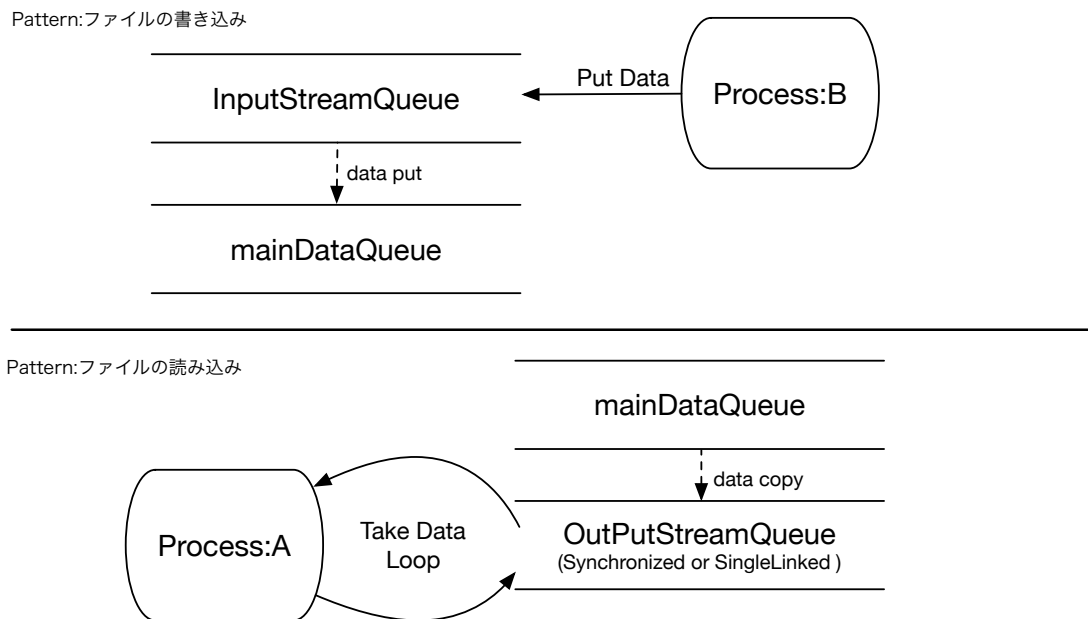 Pattern:ファイルの書き込み
InputStreamQueue
Put Data
Process:B
data put
mainDataQueue
Pattern:ファイルの読み込み
mainDataQueue
data copy
Process:A
Take Data
Loop
OutPutStreamQueue
(Synchronized or SingleLinked )